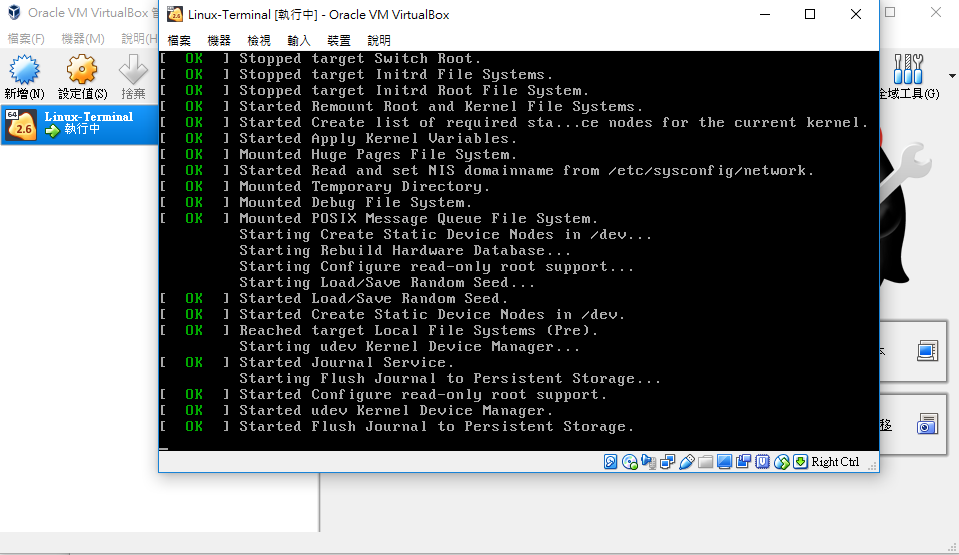 Oracle VM VirtualBox 管
檔案(F) 機器(M) 說明(H
新增(N) 設定值(S) 捨棄
全域工具(G)
64
2.6
Linux-Terminal
執行中
Linux-Terminal [執行中] - Oracle VM VirtualBox
檔案 機器 檢視 輸入 裝置 說明
[ OK ] Stopped target Switch Root.
[ OK ] Stopped target Initrd File Systems.
[ OK ] Stopped target Initrd Root File System.
[ OK ] Started Remount Root and Kernel File Systems.
[ OK ] Started Create list of required sta...ce nodes for the current kernel.
[ OK ] Started Apply Kernel Variables.
[ OK ] Mounted Huge Pages File System.
[ OK ] Started Read and set NIS domainname from /etc/sysconfig/network.
[ OK ] Mounted Temporary Directory.
[ OK ] Mounted Debug File System.
[ OK ] Mounted POSIX Message Queue File System.
Starting Create Static Device Nodes in /dev...
Starting Rebuild Hardware Database...
Starting Configure read-only root support...
Starting Load/Save Random Seed...
[ OK ] Started Load/Save Random Seed.
[ OK ] Started Create Static Device Nodes in /dev.
[ OK ] Reached target Local File Systems (Pre).
Starting udev Kernel Device Manager...
[ OK ] Started Journal Service.
Starting Flush Journal to Persistent Storage...
[ OK ] Started Configure read-only root support.
[ OK ] Started udev Kernel Device Manager.
[ OK ] Started Flush Journal to Persistent Storage.
Right Ctrl
移